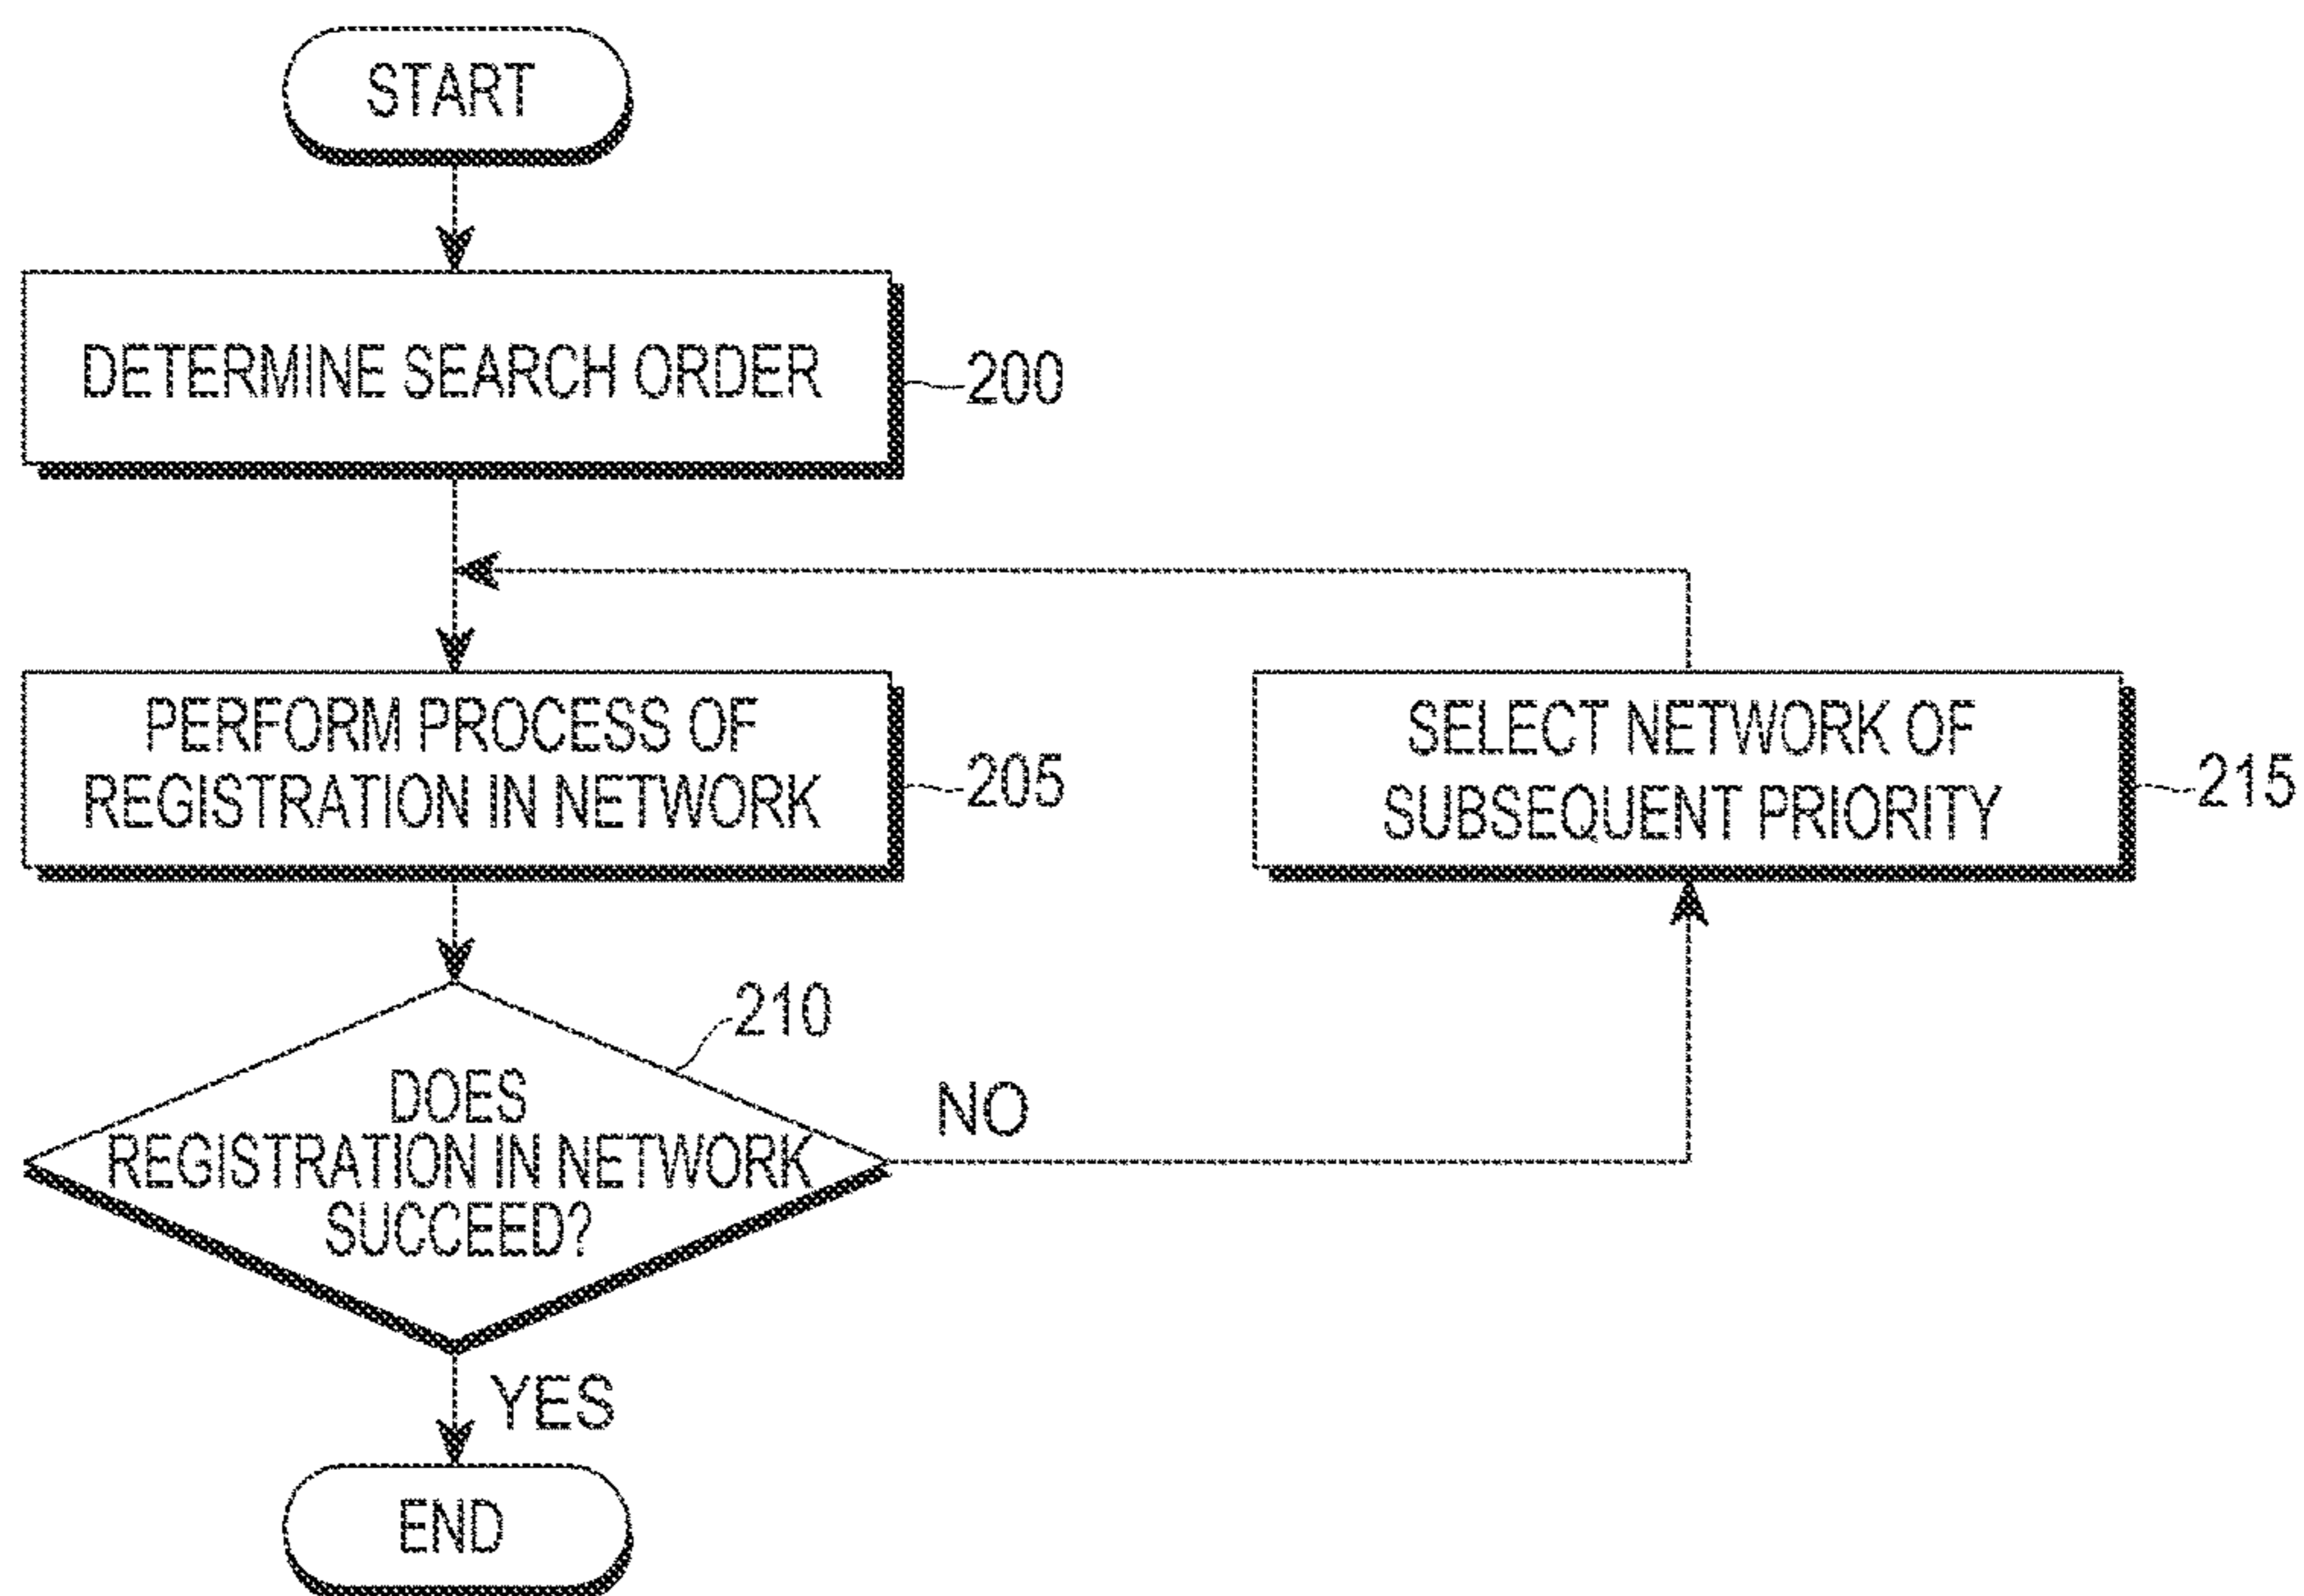 START
DETERMINE SEARCH ORDER
200
PERFORM PROCESS OF
REGISTRATION IN NETWORK
205
SELECT NETWORK OF
SUBSEQUENT PRIORITY
215
210
DOES
REGISTRATION IN NETWORK
SUCCEED?
NO
YES
END